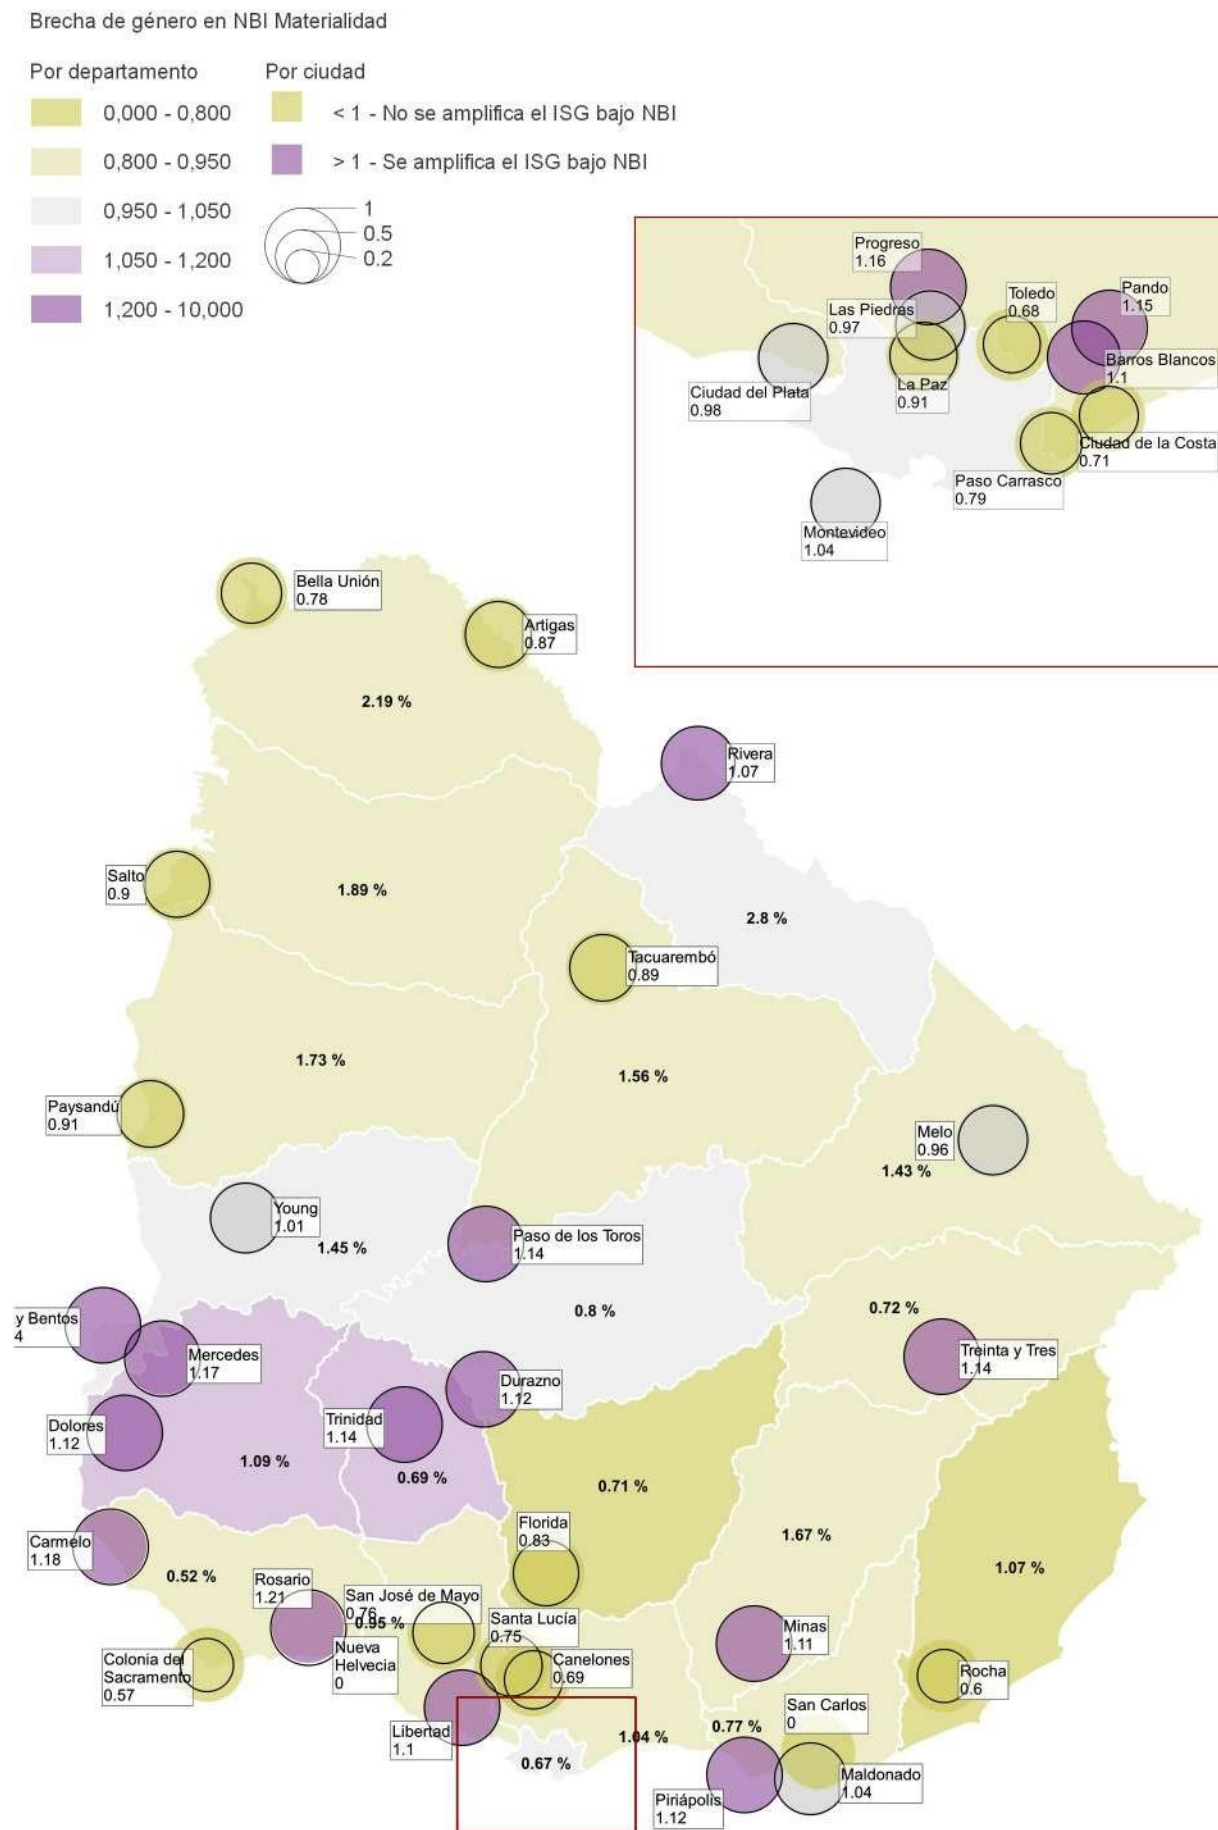 Brecha de género en NBI Materialidad
Por departamento
Por ciudad
0,000 - 0,800
< 1 - No se amplifica el ISG bajo NBI
0,800 - 0,950
> 1 - Se amplifica el ISG bajo NBI
0,950 - 1,050
1
0.5
0.2
1,050 - 1,200
1,200 - 10,000
Progreso
1.16
Las Piedras
0.97
Toledo
0.68
Pando
1.15
Barros Blancos
1.1
Ciudad del Plata
0.98
La Paz
0.91
Ciudad de la Costa
0.71
Paso Carrasco
0.79
Montevideo
1.04
Bella Unión
0.78
Artigas
0.87
2.19 %
Rivera
1.07
Salto
0.9
1.89 %
2.8 %
Tacuarembó
0.89
1.73 %
1.56 %
Paysandú
0.91
Melo
0.96
1.43 %
Young
1.01
1.45 %
Paso de los Toros
1.14
0.8 %
0.72 %
y Bentos
4
Mercedes
1.17
Treinta y Tres
1.14
Durazno
1.12
Dolores
1.12
Trinidad
1.14
1.09 %
0.69 %
0.71 %
Florida
0.83
1.67 %
1.07 %
Carmelo
1.18
0.52 %
Rosario
1.21
San José de Mayo
0.76
0.95 %
Nueva
Helvecia
0
Santa Lucía
0.75
Canelones
0.69
Minas
1.11
Colonia del
Sacramento
0.57
Rocha
0.6
San Carlos
0
Libertad
1.1
1.04 %
0.77 %
0.67 %
Maldonado
1.04
Piriápolis
1.12